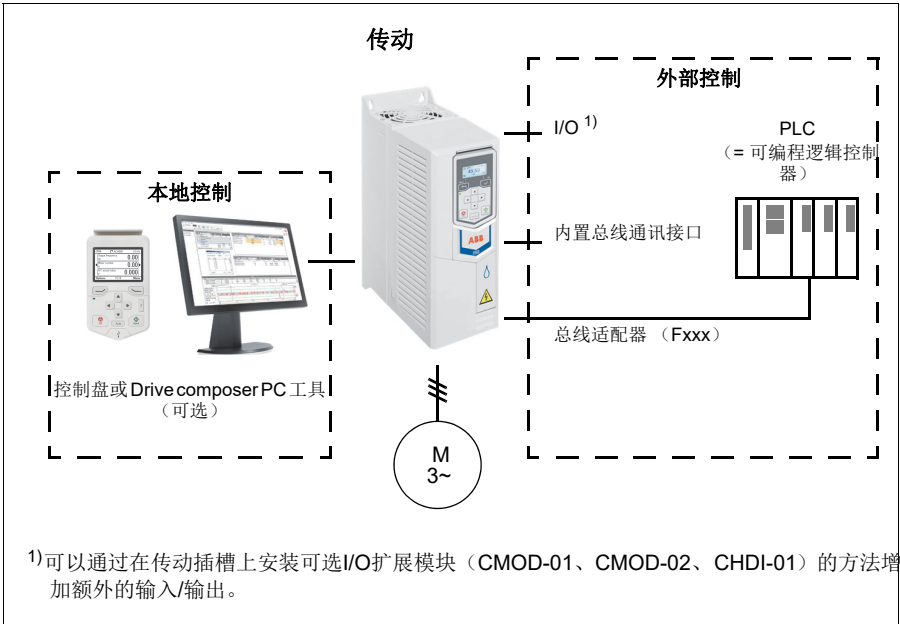 传动
外部控制
I/O 1)
PLC
（= 可编程逻辑控制
器）
本地控制
内置总线通讯接口
ABB
总线适配器 （Fxxx）
控制盘或 Drive composer PC 工具
（可选）
M
3~
1)可以通过在传动插槽上安装可选I/O扩展模块（CMOD-01、CMOD-02、CHDI-01）的方法增
加额外的输入/输出。